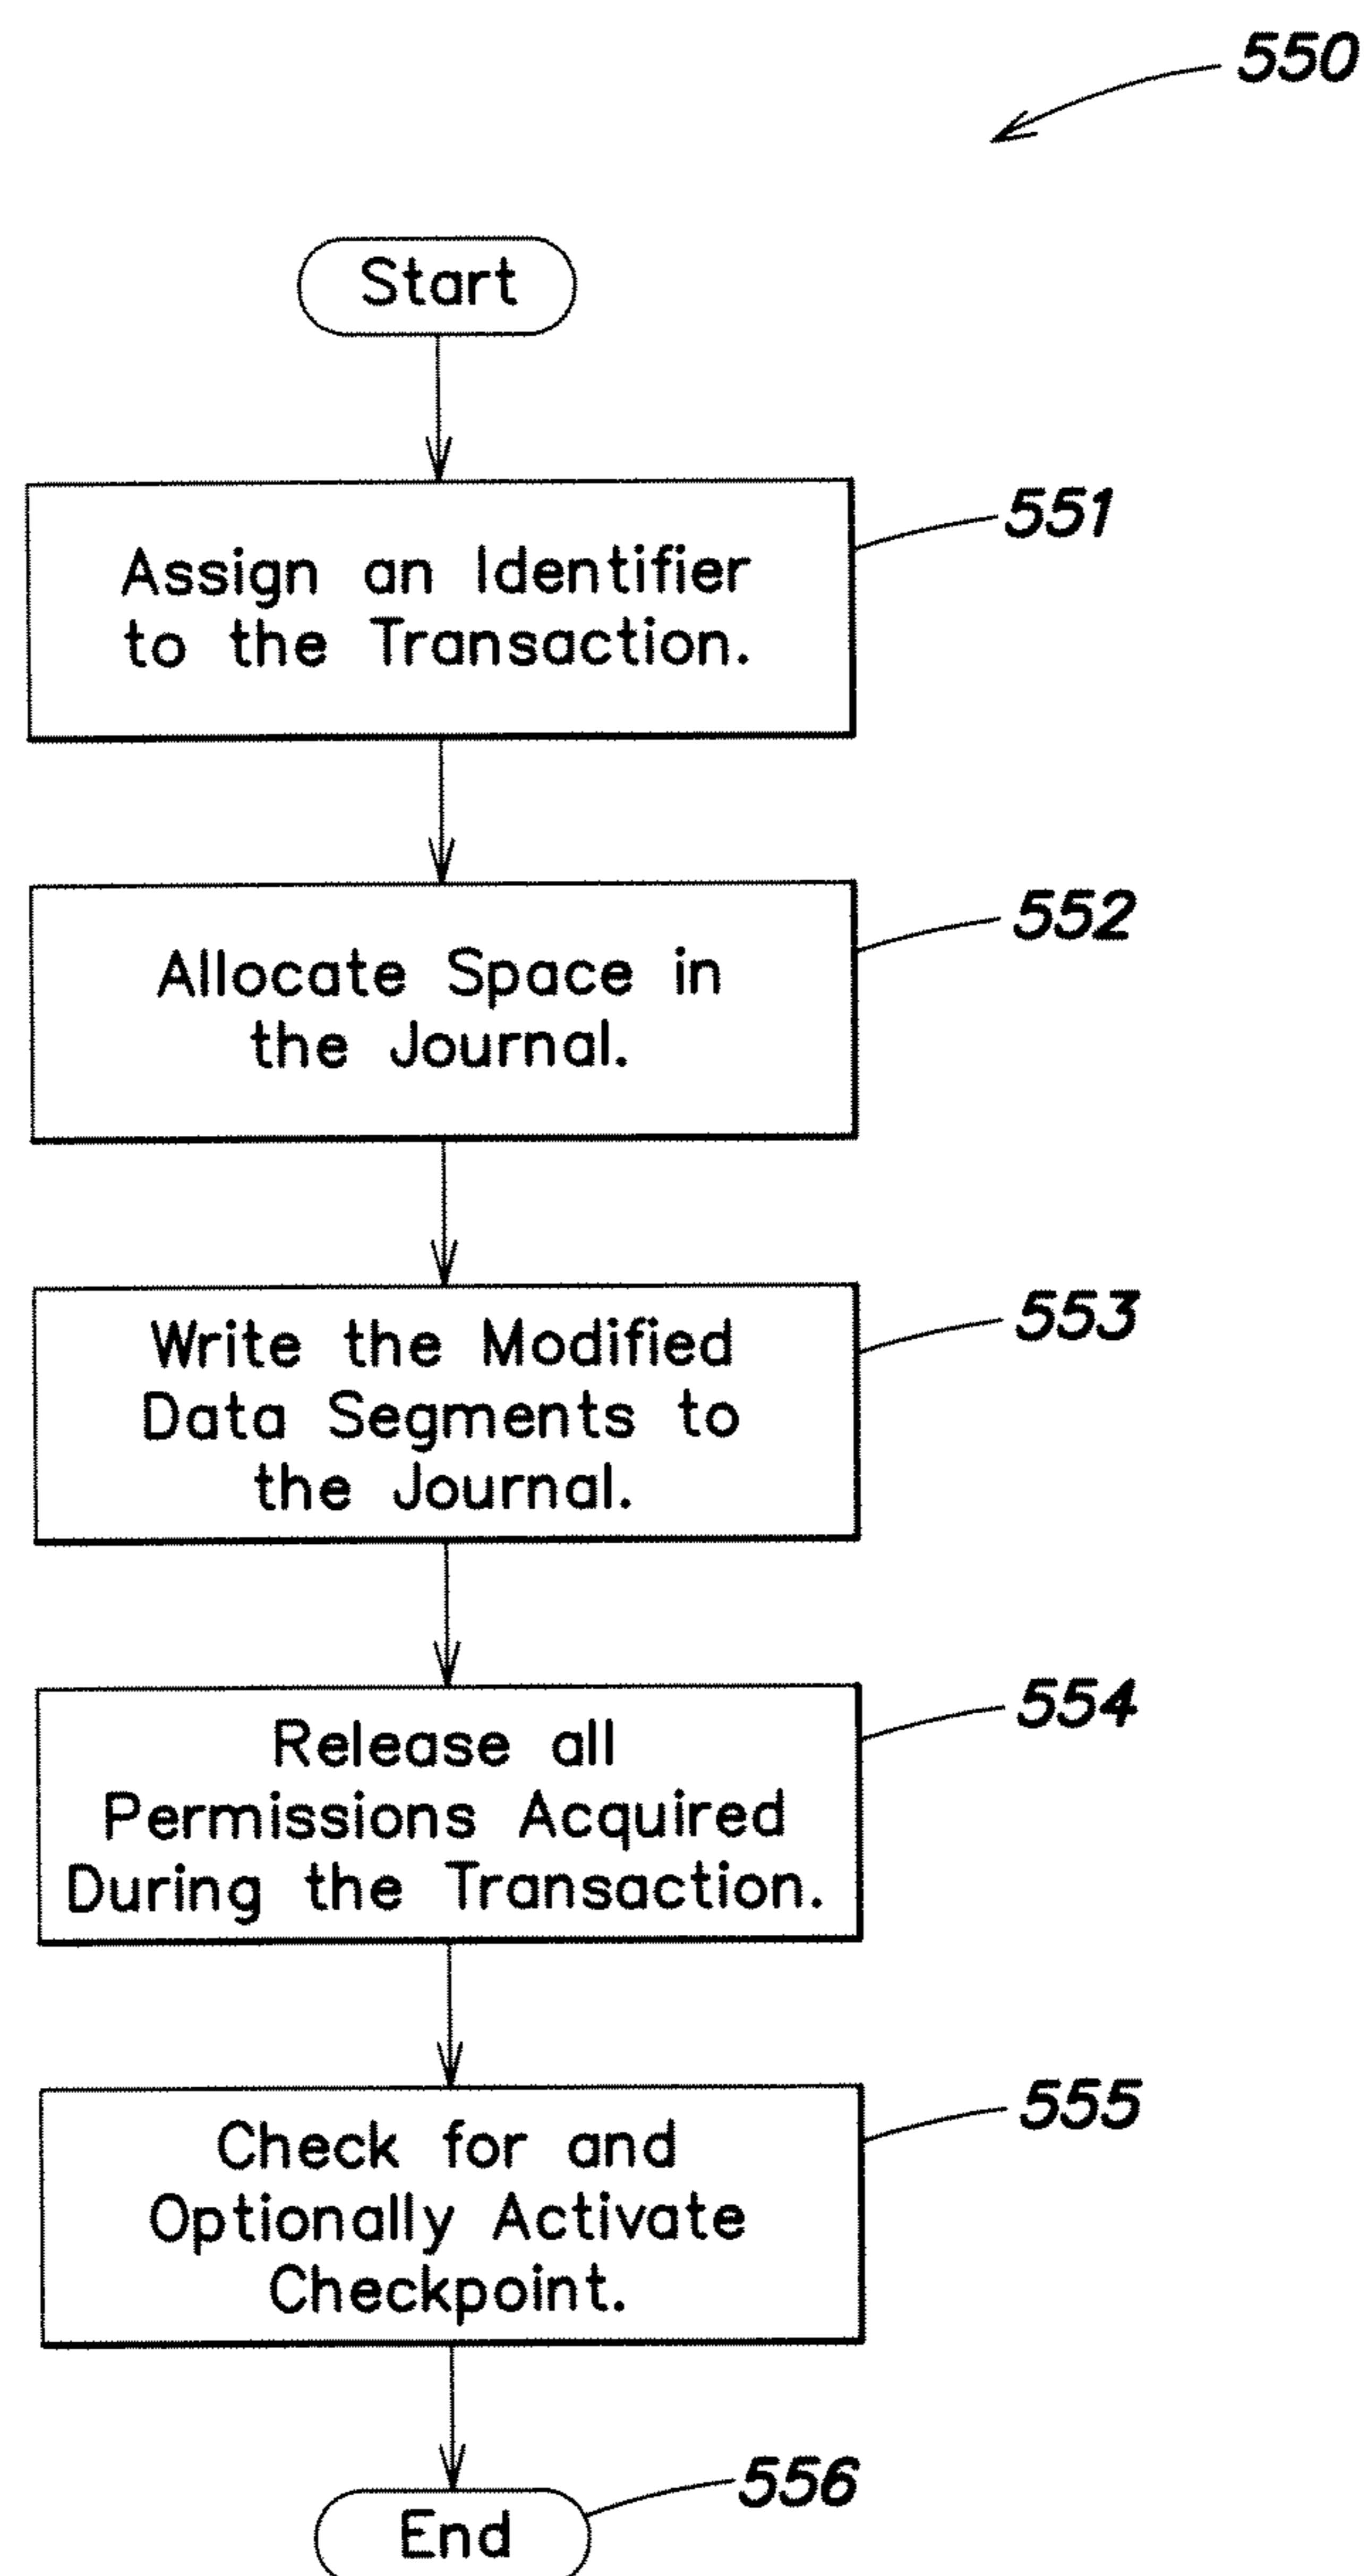 550
Start
551
Assign an Identifier
to the Transaction.
552
Allocate Space in
the Journal.
553
Write the Modified
Data Segments to
the Journal.
554
Release all
Permissions Acquired
During the Transaction.
555
Check for and
Optionally Activate
Checkpoint.
556
End